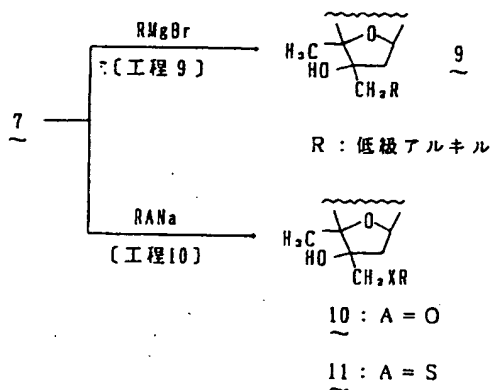 RMgBr
〔工程9〕
7
H₃C
O
HO
CH₂R
9
R : 低級アルキル
RANa
〔工程10〕
H₃C
O
HO
CH₂XR
10 : A = O
11 : A = S